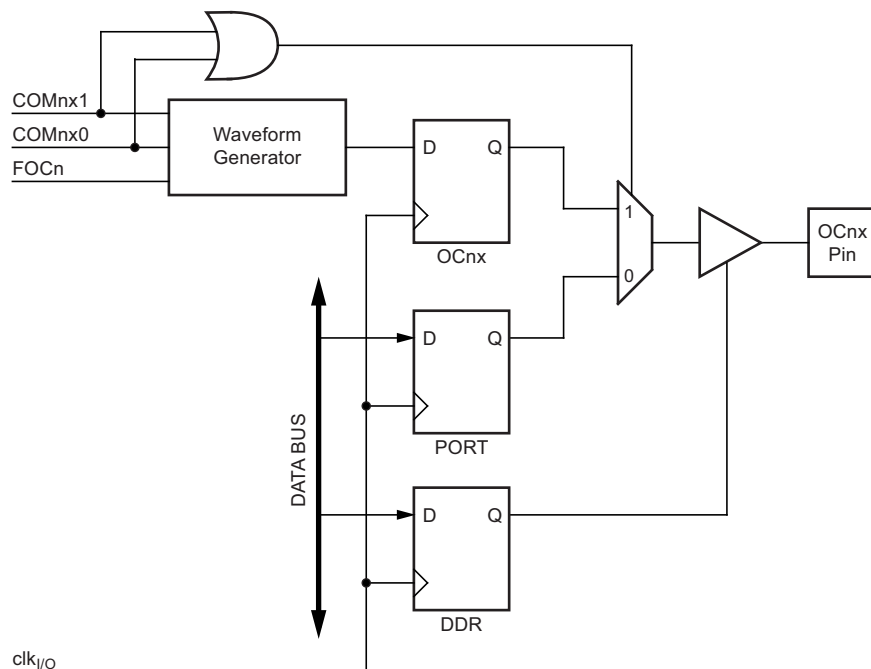 COMnx1
COMnx0
FOCn
Waveform
Generator
D
Q
OCnx
1
0
OCnx
Pin
D
Q
PORT
DATA BUS
D
Q
DDR
clkI/O